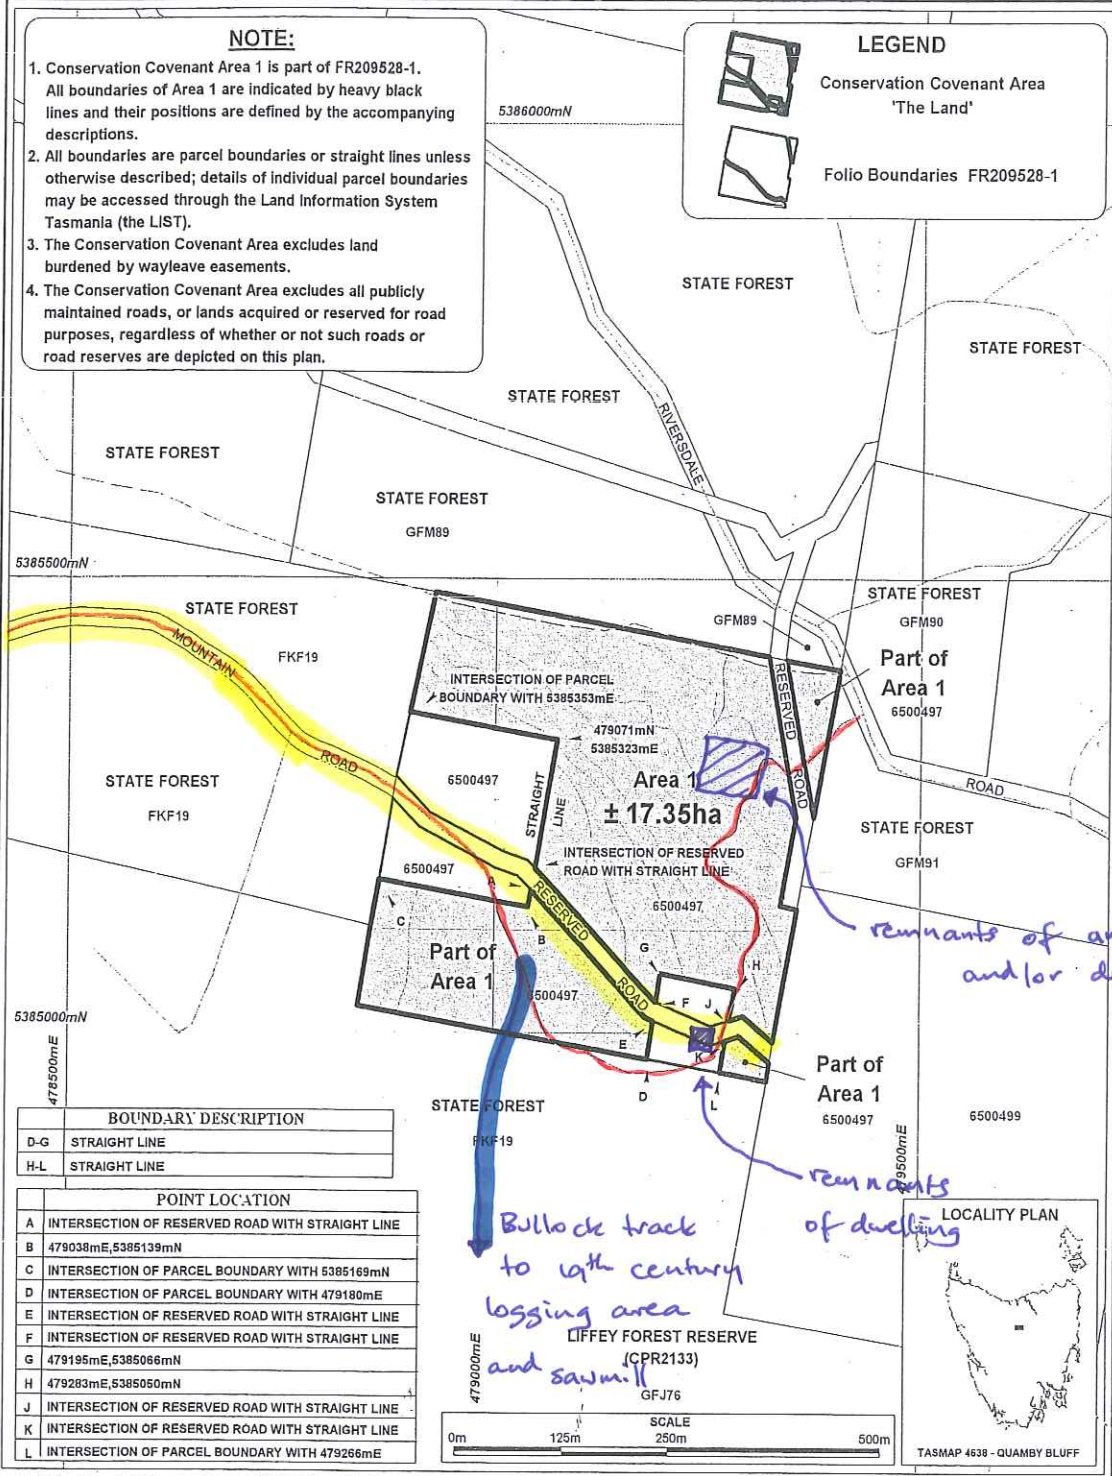 NOTE:
1. Conservation Covenant Area 1 is part of FR209528-1.
All boundaries of Area 1 are indicated by heavy black
lines and their positions are defined by the accompanying
descriptions.
2. All boundaries are parcel boundaries or straight lines unless
otherwise described; details of individual parcel boundaries
may be accessed through the Land Information System
Tasmania (the LIST).
3. The Conservation Covenant Area excludes land
burdened by wayleave easements.
4. The Conservation Covenant Area excludes all publicly
maintained roads, or lands acquired or reserved for road
purposes, regardless of whether or not such roads or
road reserves are depicted on this plan.
LEGEND
Conservation Covenant Area
'The Land'
Folio Boundaries FR209528-1
5386000mN
STATE FOREST
STATE FOREST
STATE FOREST
RIVERSDALE
STATE FOREST
STATE FOREST
GFM89
5385500mN
STATE FOREST
FKF19
MOUNTAIN
ROAD
GFM89
STATE FOREST
GFM90
Part of
Area 1
6500497
RESERVED
ROAD
INTERSECTION OF PARCEL
BOUNDARY WITH 5385353mE
479071mN
5385323mE
STATE FOREST
FKF19
6500497
STRAIGHT
LINE
Area 1
± 17.35ha
ROAD
STATE FOREST
GFM91
INTERSECTION OF RESERVED
ROAD WITH STRAIGHT LINE
6500497
6500497
RESERVED
ROAD
C
B
Part of
Area 1
6500497
G
H
F
J
E
K
D
L
remnants of
and/or
5385000mN
478500mE
Part of
Area 1
6500497
6500499
STATE FOREST
FKF19
479500mE
remnants
of dwelling
Bullock track
to 19th century
logging area
and sawmill
479000mE
LIFFEY FOREST RESERVE
(CPR2133)
GFJ76
BOUNDARY DESCRIPTION
D-G STRAIGHT LINE
H-L STRAIGHT LINE
POINT LOCATION
A INTERSECTION OF RESERVED ROAD WITH STRAIGHT LINE
B 479038mE,5385139mN
C INTERSECTION OF PARCEL BOUNDARY WITH 5385169mN
D INTERSECTION OF PARCEL BOUNDARY WITH 479180mE
E INTERSECTION OF RESERVED ROAD WITH STRAIGHT LINE
F INTERSECTION OF RESERVED ROAD WITH STRAIGHT LINE
G 479195mE,5385066mN
H 479283mE,5385050mN
J INTERSECTION OF RESERVED ROAD WITH STRAIGHT LINE
K INTERSECTION OF RESERVED ROAD WITH STRAIGHT LINE
L INTERSECTION OF PARCEL BOUNDARY WITH 479266mE
SCALE
0m 125m 250m 500m
LOCALITY PLAN
TASMAP 4638 - QUAMBY BLUFF